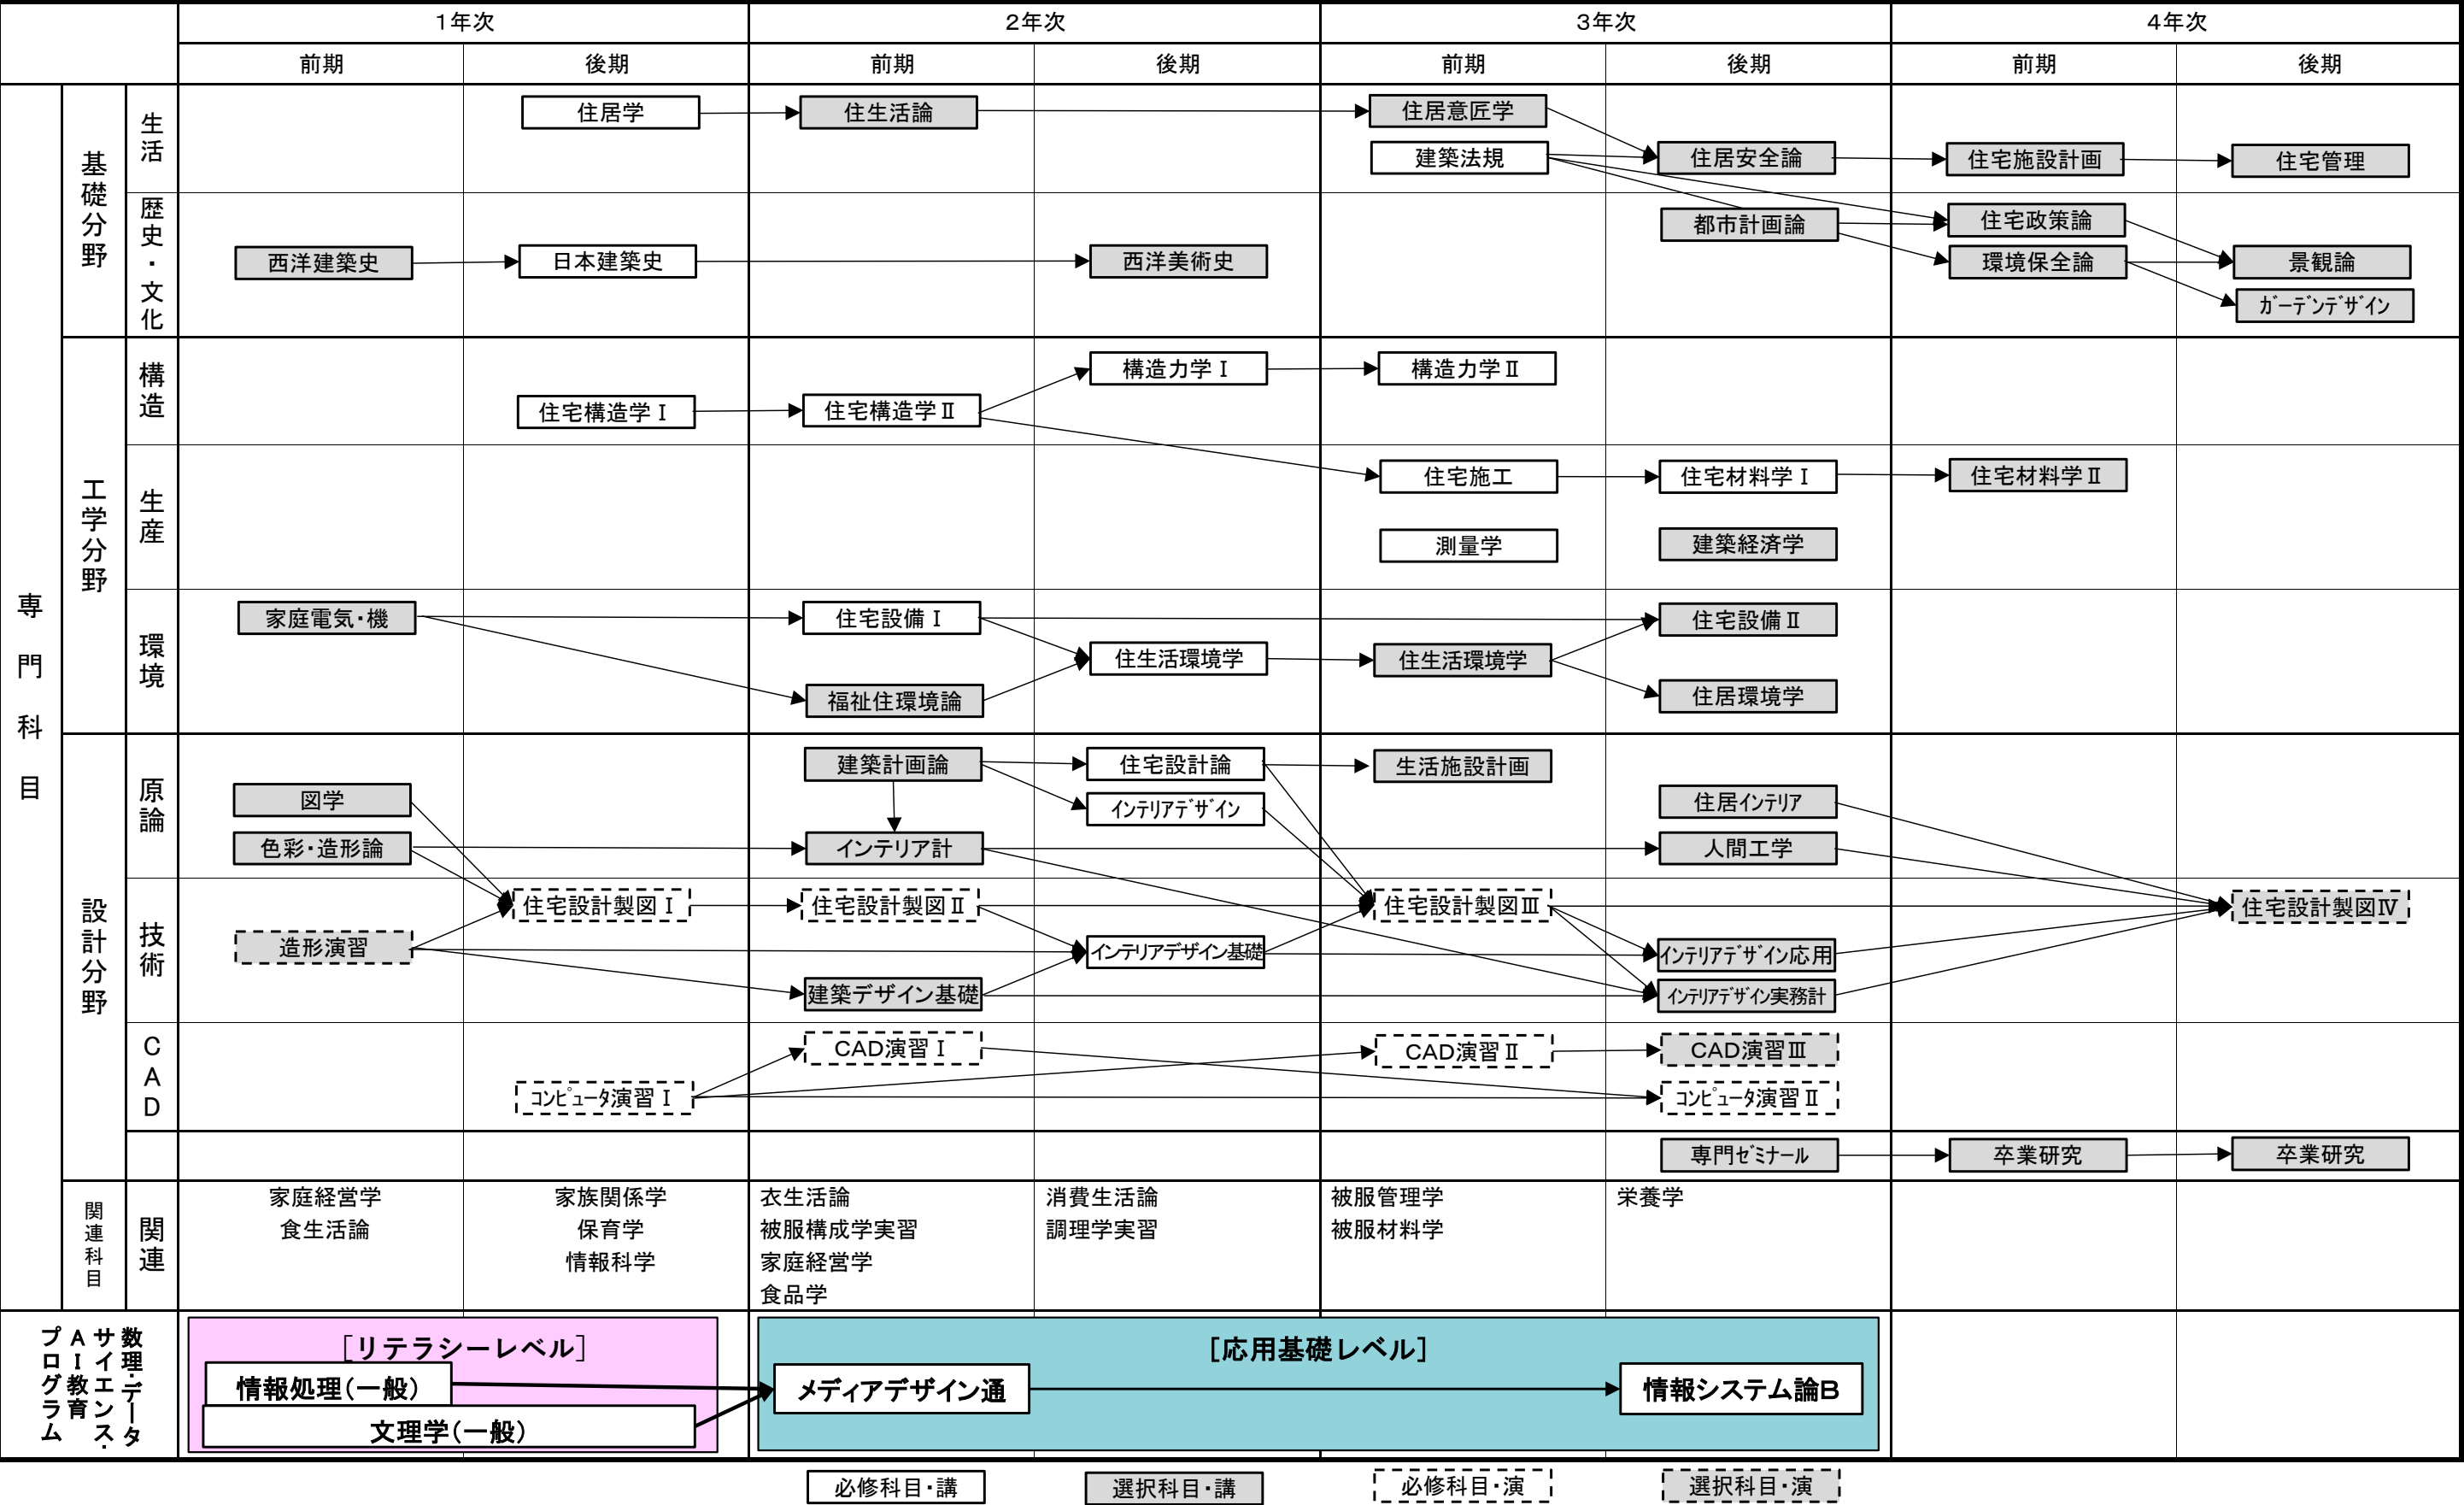 1年次
2年次
3年次
4年次
前期
後期
前期
後期
前期
後期
前期
後期
専門科目
基礎分野
生活
住居学
住生活論
住居意匠学
建築法規
住居安全論
住宅施設計画
住宅管理
歴史・文化
西洋建築史
日本建築史
西洋美術史
都市計画論
住宅政策論
環境保全論
景観論
ｶﾞｰﾃﾞﾝﾃﾞｻﾞｲﾝ
工学分野
構造
住宅構造学Ⅰ
住宅構造学Ⅱ
構造力学Ⅰ
構造力学Ⅱ
生産
住宅施工
住宅材料学Ⅰ
住宅材料学Ⅱ
測量学
建築経済学
環境
家庭電気・機
住宅設備Ⅰ
住宅設備Ⅱ
住生活環境学
住生活環境学
福祉住環境論
住居環境学
設計分野
原論
建築計画論
住宅設計論
生活施設計画
図学
インテリアﾃﾞｻﾞｲﾝ
住居インテリア
色彩・造形論
インテリア計
人間工学
技術
住宅設計製図Ⅰ
住宅設計製図Ⅱ
住宅設計製図Ⅲ
住宅設計製図Ⅳ
造形演習
インテリアデザイン基礎
インテリアﾃﾞｻﾞｲﾝ応用
建築デザイン基礎
インテリアﾃﾞｻﾞｲﾝ実務計
CAD
CAD演習Ⅰ
CAD演習Ⅱ
CAD演習Ⅲ
ｺﾝﾋﾟｭｰﾀ演習Ⅰ
ｺﾝﾋﾟｭｰﾀ演習Ⅱ
専門ｾﾞﾐﾅｰﾙ
卒業研究
卒業研究
関連科目
関連
家庭経営学
食生活論
家族関係学
保育学
情報科学
衣生活論
被服構成学実習
家庭経営学
食品学
消費生活論
調理学実習
被服管理学
被服材料学
栄養学
数理・データ
サイエンス・
AI教育
プログラム
［リテラシーレベル］
情報処理（一般）
文理学（一般）
［応用基礎レベル］
メディアデザイン通
情報システム論B
必修科目・講
選択科目・講
必修科目・演
選択科目・演